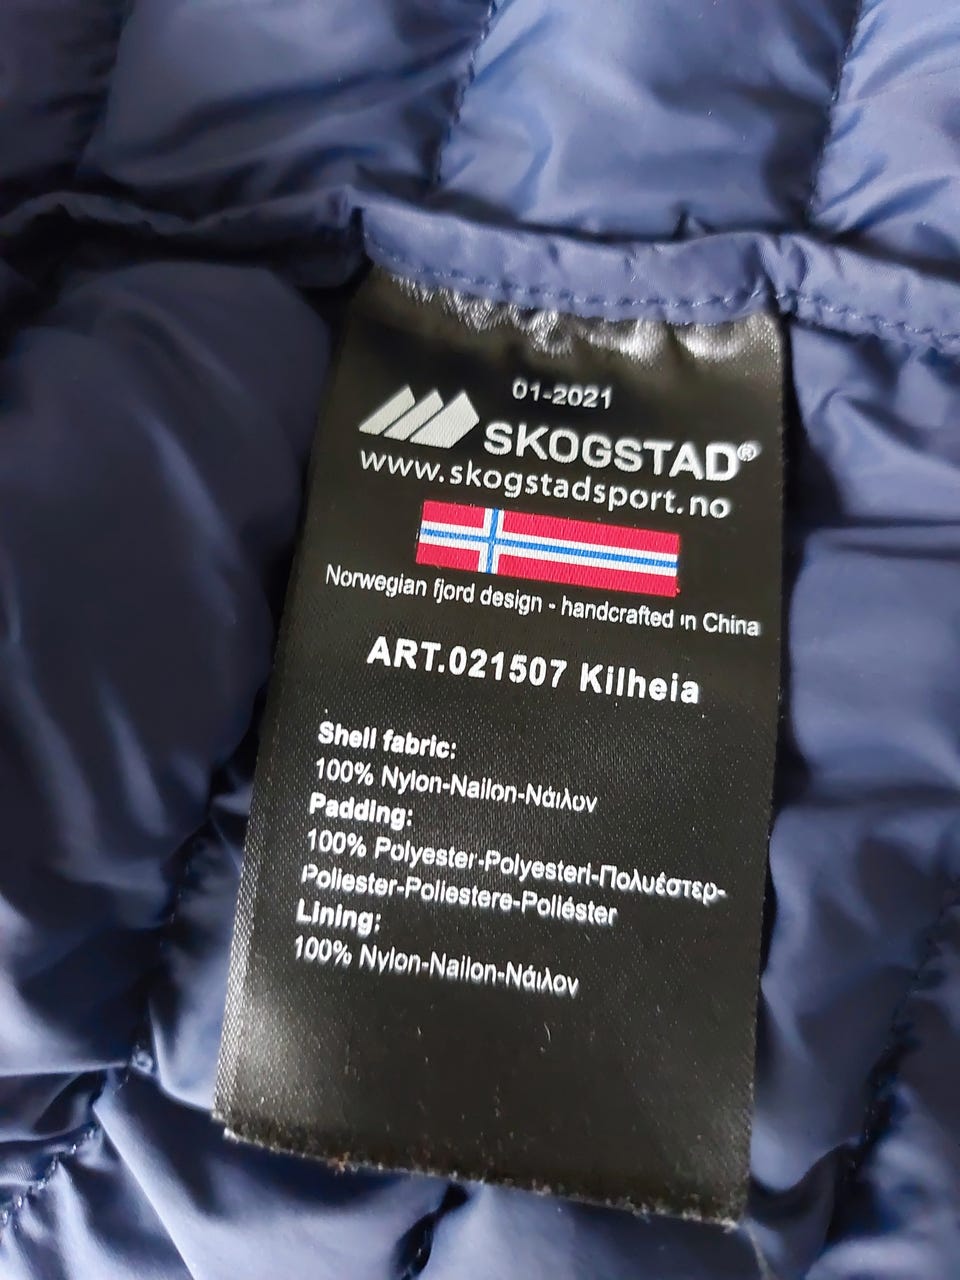 01-2021
SKOGSTAD®
www.skogstadsport.no
Norwegian fjord design - handcrafted in China
ART.021507 Kilheia
Shell fabric:
100% Nylon-Nailon-Νάιλον
Padding:
100% Polyester-Polyesteri-Πολυέστερ-
Poliester-Poliestere-Poliéster
Lining:
100% Nylon-Nailon-Νάιλον